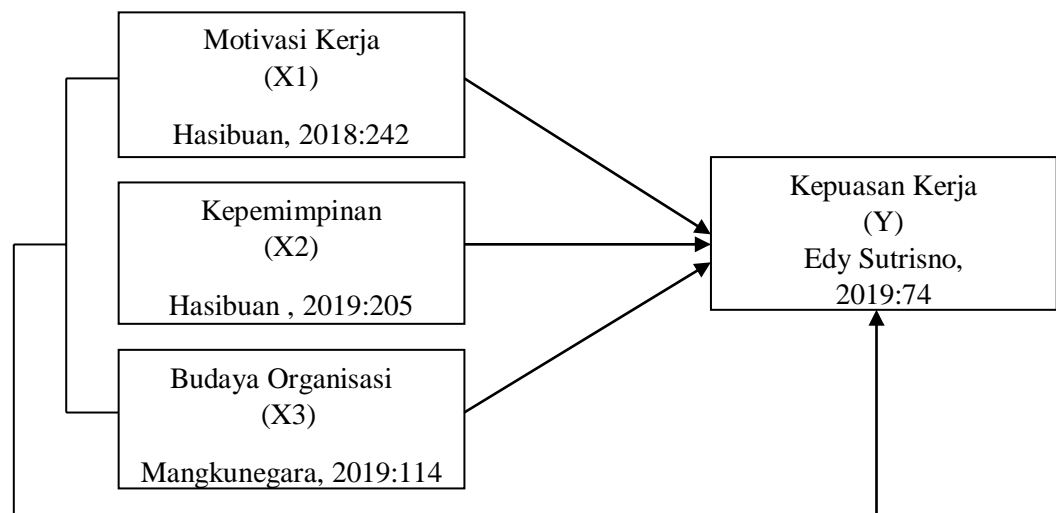 Motivasi Kerja
(X1)
Hasibuan, 2018:242
Kepemimpinan
(X2)
Hasibuan , 2019:205
Budaya Organisasi
(X3)
Mangkunegara, 2019:114
Kepuasan Kerja
(Y)
Edy Sutrisno,
2019:74